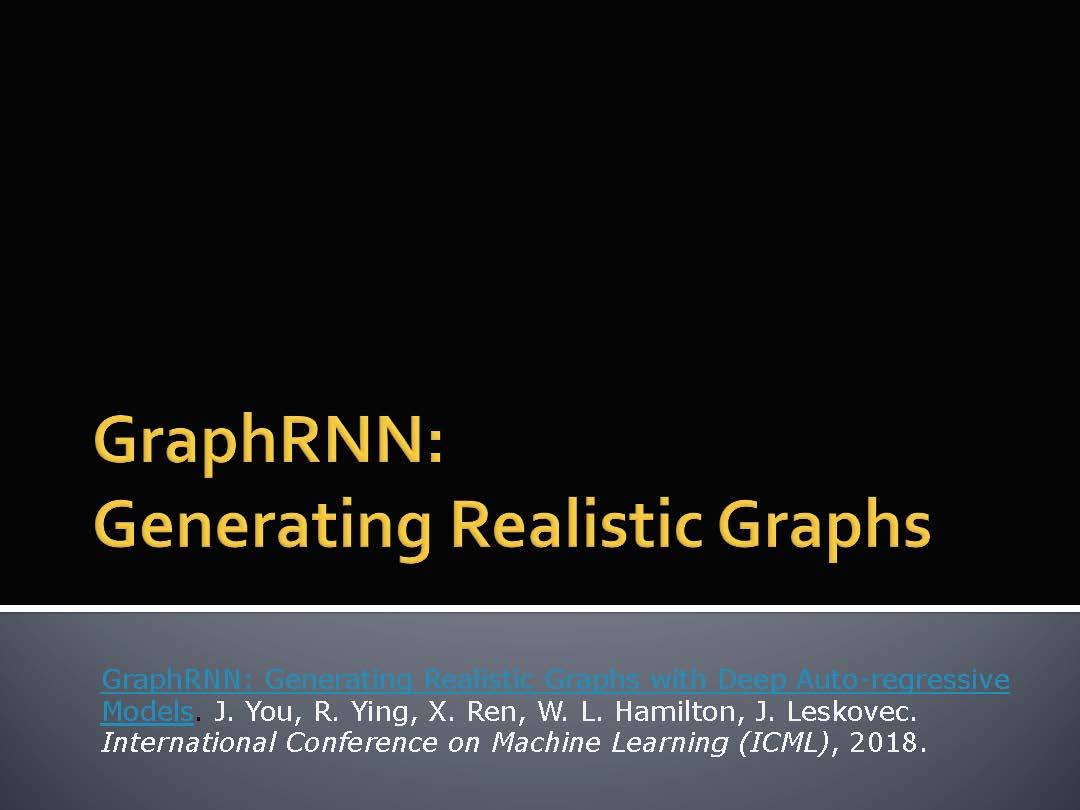 GraphRNN:
Generating Realistic Graphs
GraphRNN: Generating Realistic Graphs with Deep Auto-regressive
Models. J. You, R. Ying, X. Ren, W. L. Hamilton, J. Leskovec.
International Conference on Machine Learning (ICML), 2018.